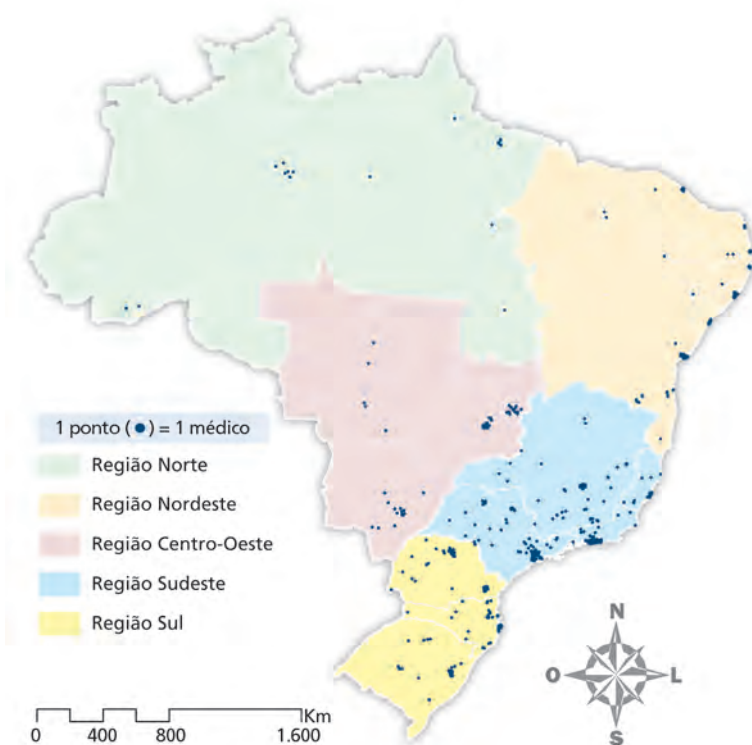 1 ponto (●) = 1 médico
Região Norte
Região Nordeste
Região Centro-Oeste
Região Sudeste
Região Sul
N
O L
S
Km
0 400 800 1.600